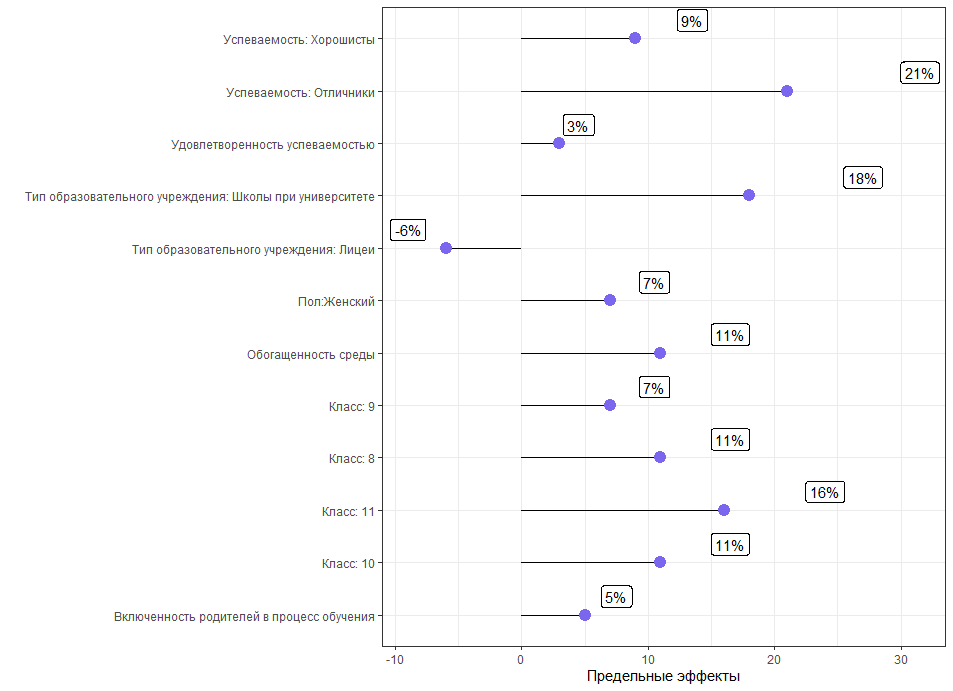 Успеваемость: Хорошисты
9%
Успеваемость: Отличники
21%
Удовлетворенность успеваемостью
3%
Тип образовательного учреждения: Школы при университете
18%
Тип образовательного учреждения: Лицеи
-6%
Пол:Женский
7%
Обогащенность среды
11%
Класс: 9
7%
Класс: 8
11%
Класс: 11
16%
Класс: 10
11%
Включенность родителей в процесс обучения
5%
-10 0 10 20 30
Предельные эффекты